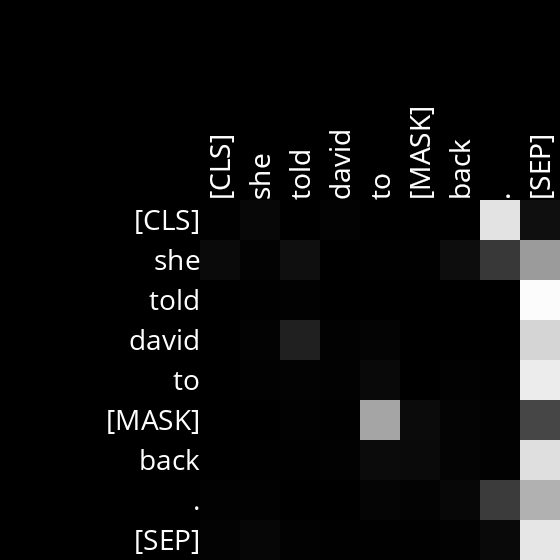 [CLS] she told david to [MASK] back . [SEP]
[CLS]
she
told
david
to
[MASK]
back
.
[SEP]